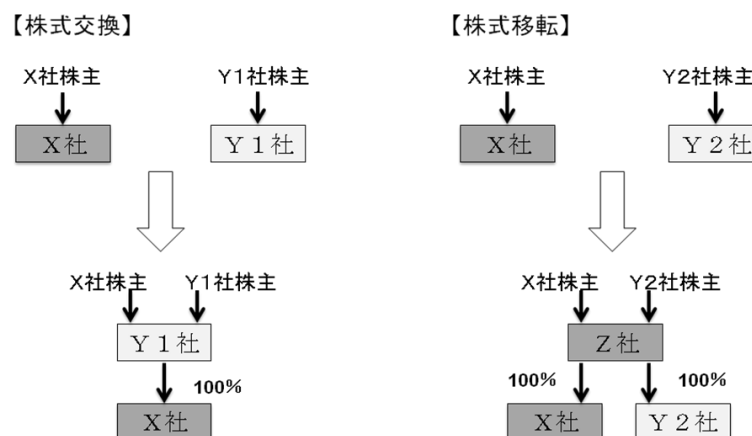 【株式交換】
X社株主
Y1社株主
X社
Y1社
X社株主
Y1社株主
Y1社
100%
X社
【株式移転】
X社株主
Y2社株主
X社
Y2社
X社株主
Y2社株主
Z社
100%
100%
X社
Y2社